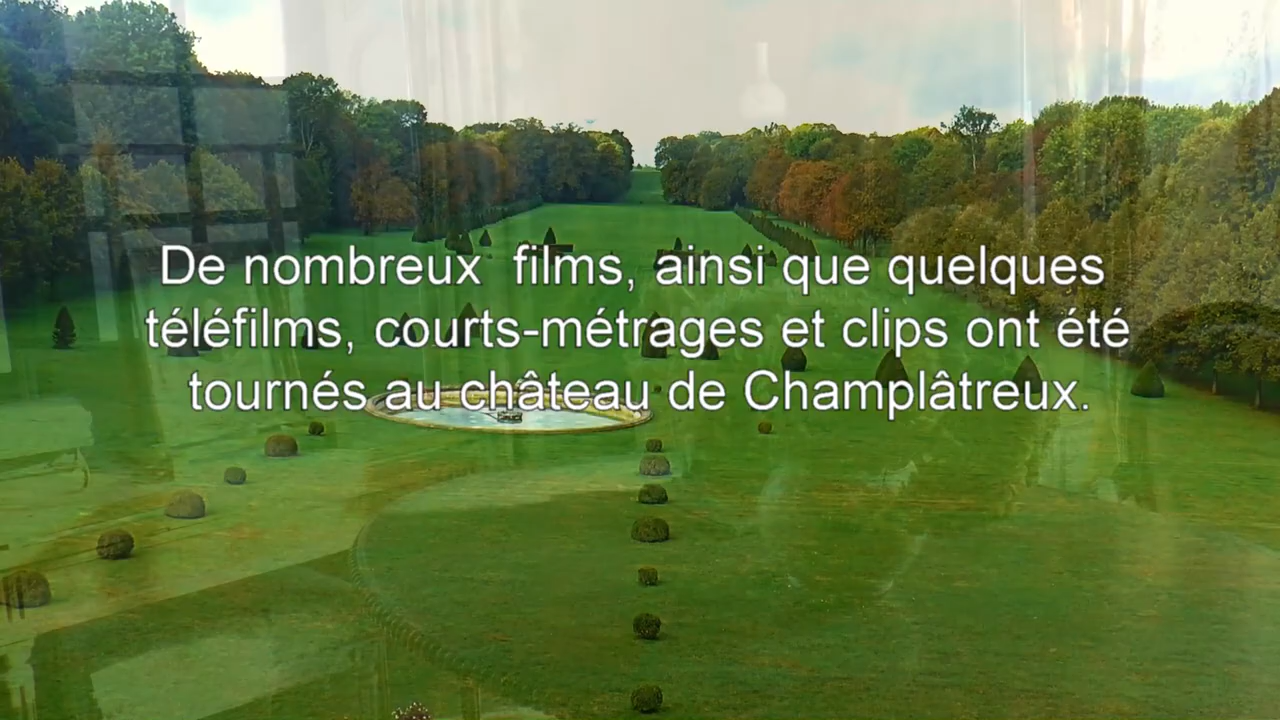 De nombreux  films, ainsi que quelques
téléfilms, courts-métrages et clips ont été
tournés au château de Champlâtreux.